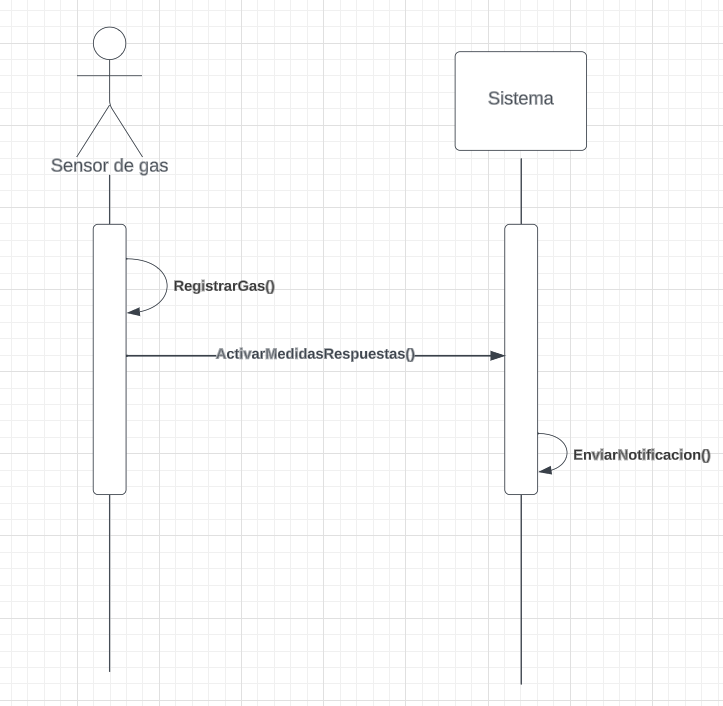 Sistema
Sensor de gas
RegistrarGas()
ActivarMedidasRespuestas()
EnviarNotificacion()